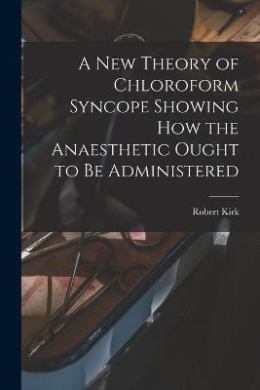 A New Theory of
Chloroform
Syncope Showing
How the
Anaesthetic Ought
to Be Administered
Robert Kirk